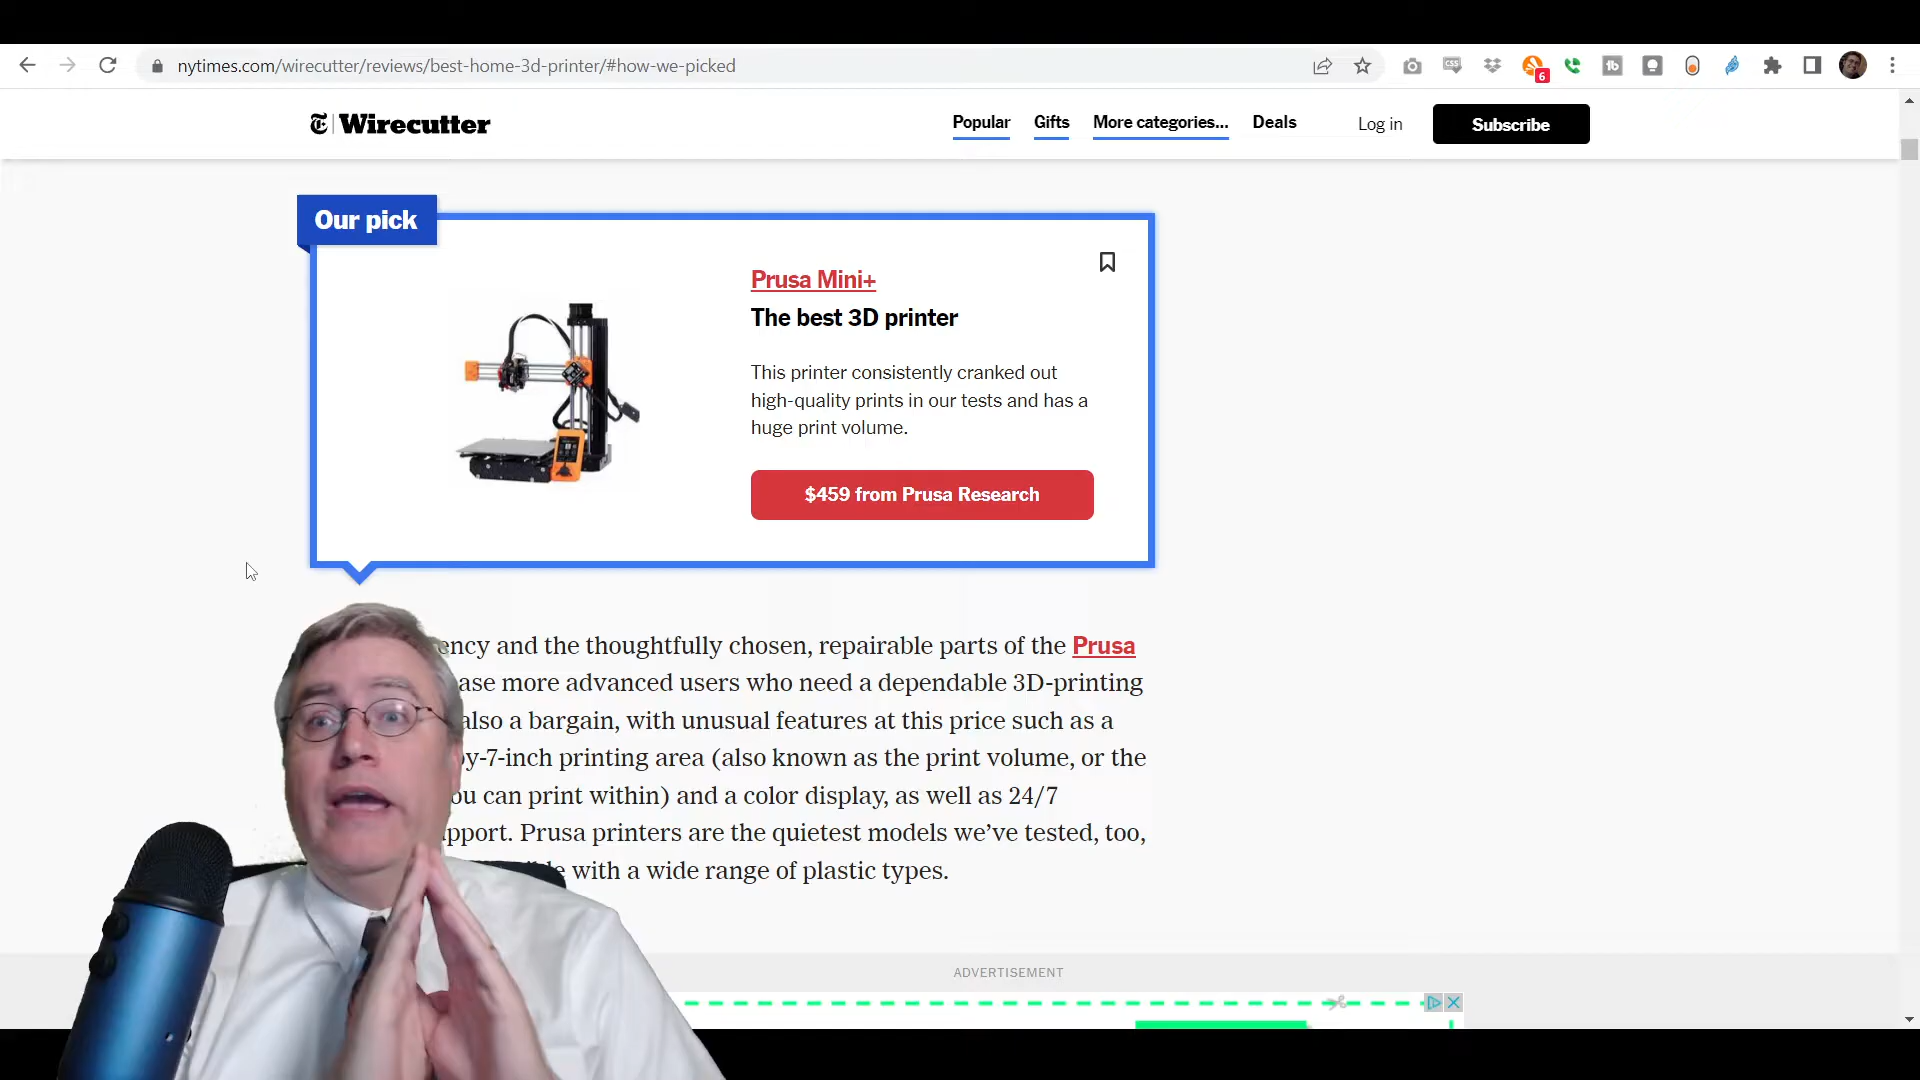 nytimes.com/wirecutter/reviews/best-home-3d-printer/#how-we-picked
CSS
6
tb
T Wirecutter
Popular
Gifts
More categories...
Deals
Log in
Subscribe
Our pick
Prusa Mini+
The best 3D printer
This printer consistently cranked out
high-quality prints in our tests and has a
huge print volume.
$459 from Prusa Research
ency and the thoughtfully chosen, repairable parts of the Prusa
ase more advanced users who need a dependable 3D-printing
also a bargain, with unusual features at this price such as a
by-7-inch printing area (also known as the print volume, or the
ou can print within) and a color display, as well as 24/7
pport. Prusa printers are the quietest models we’ve tested, too,
with a wide range of plastic types.
ADVERTISEMENT